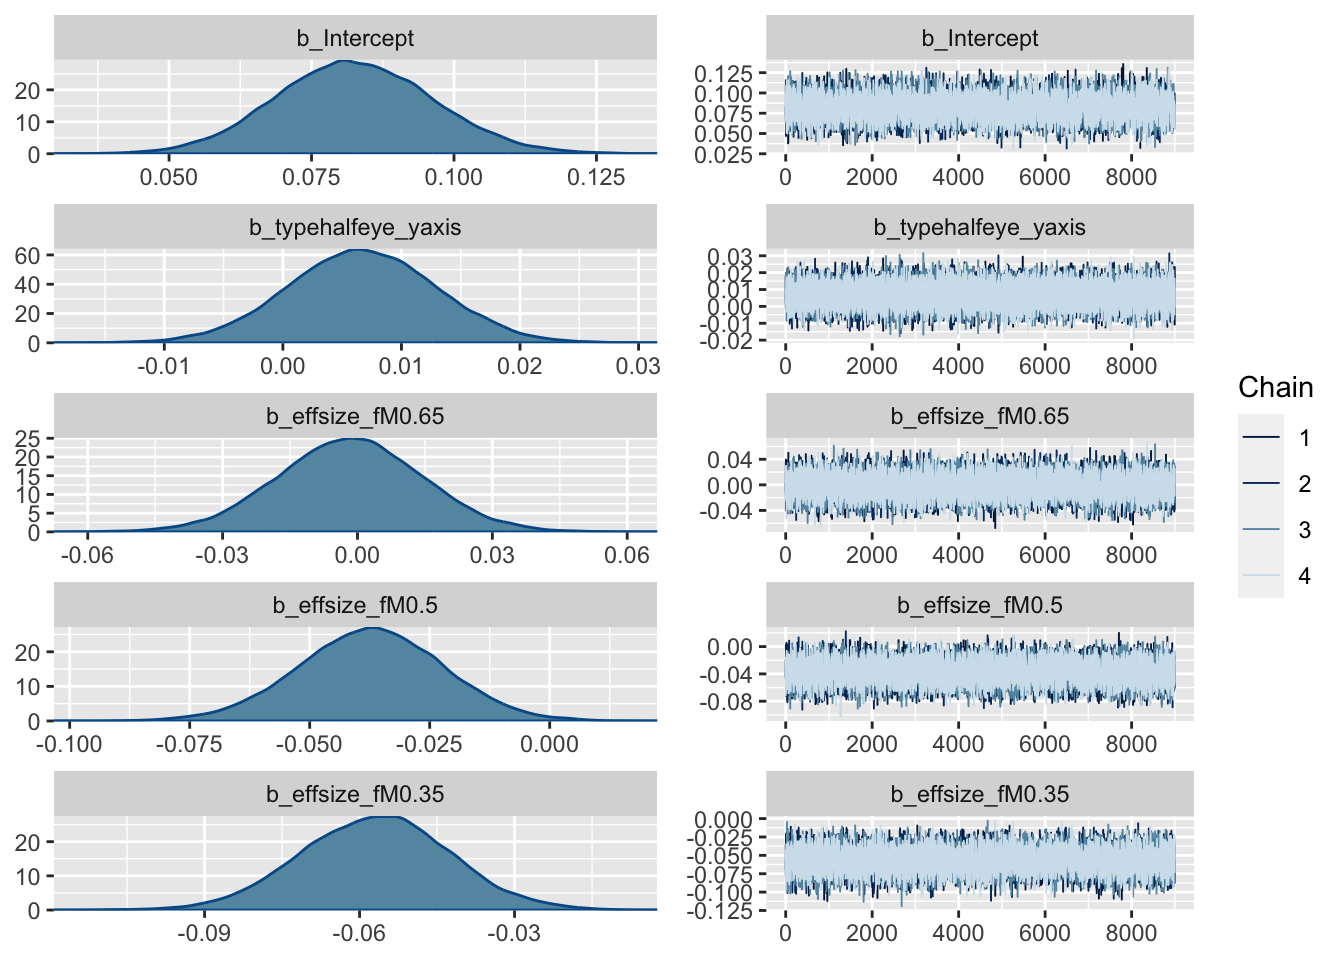 b_Intercept
20
10
0
0.050 0.075 0.100 0.125
b_Intercept
0.125
0.100
0.075
0.050
0.025
0 2000 4000 6000 8000
b_typehalfeye_yaxis
60
40
20
0
-0.01 0.00 0.01 0.02 0.03
b_typehalfeye_yaxis
0.03
0.02
0.01
0.00
-0.01
-0.02
0 2000 4000 6000 8000
b_effsize_fM0.65
25
20
15
10
5
0
-0.06 -0.03 0.00 0.03 0.06
b_effsize_fM0.65
0.04
0.00
-0.04
0 2000 4000 6000 8000
b_effsize_fM0.5
20
10
0
-0.100 -0.075 -0.050 -0.025 0.000
b_effsize_fM0.5
0.00
-0.04
-0.08
0 2000 4000 6000 8000
b_effsize_fM0.35
20
10
0
-0.09 -0.06 -0.03
b_effsize_fM0.35
0.000
-0.025
-0.050
-0.075
-0.100
-0.125
0 2000 4000 6000 8000
Chain
1
2
3
4